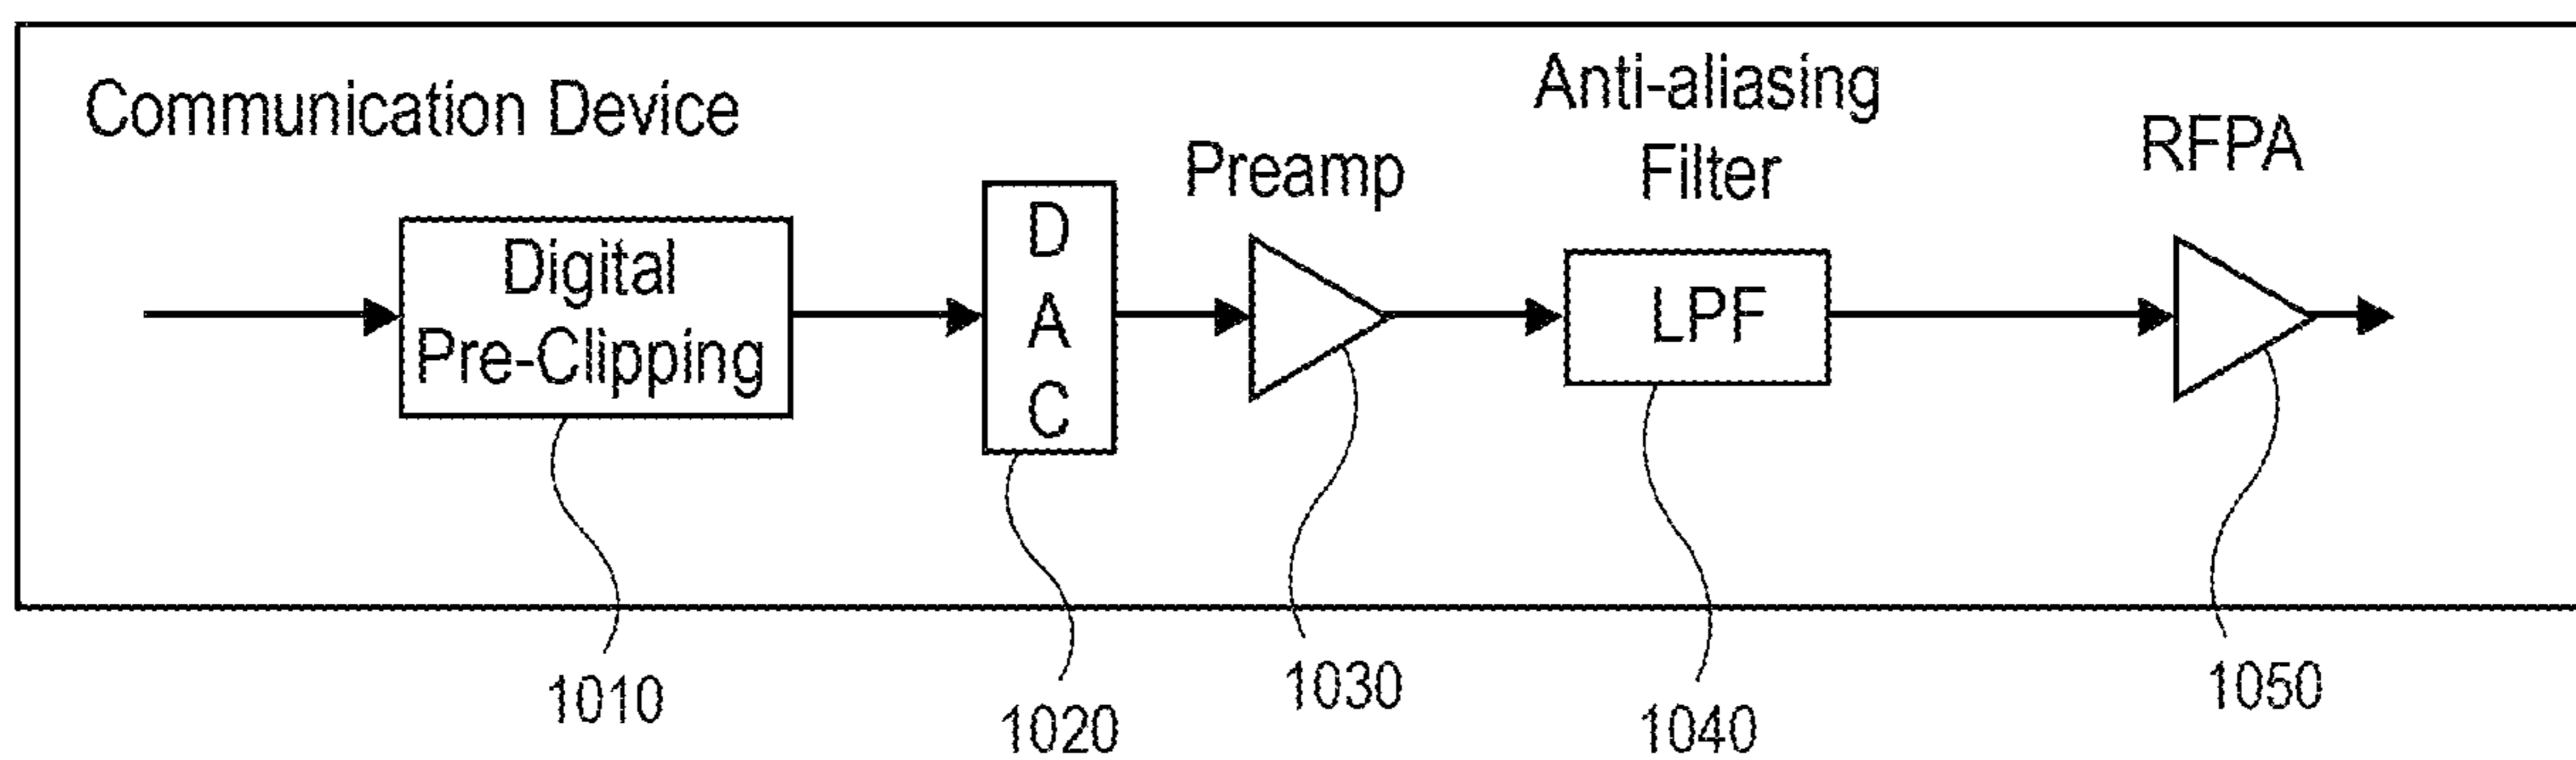 Communication Device
Digital
Pre-Clipping
D
A
C
Preamp
Anti-aliasing
Filter
LPF
RFPA
1010
1020
1030
1040
1050